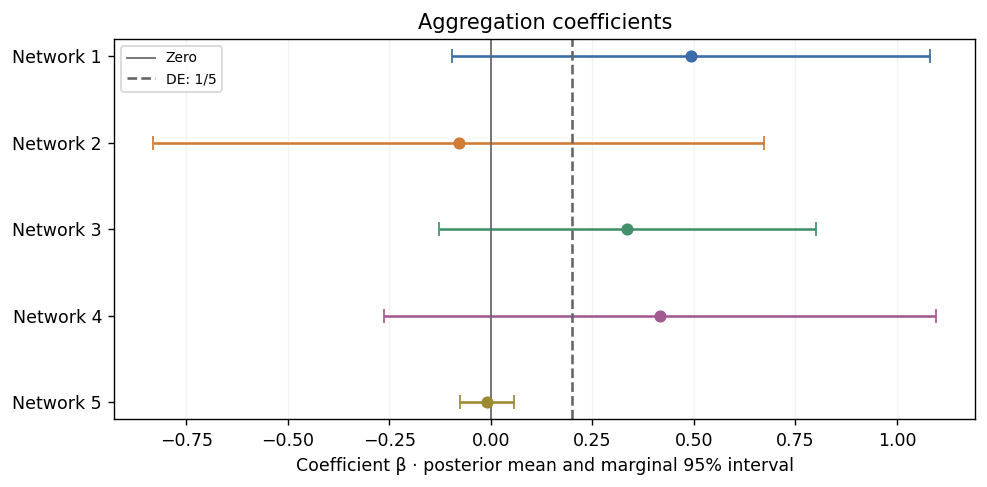 Aggregation coefficients
Zero
DE: 1/5
Network 1
Network 2
Network 3
Network 4
Network 5
−0.75 −0.50 −0.25 0.00 0.25 0.50 0.75 1.00
Coefficient β · posterior mean and marginal 95% interval